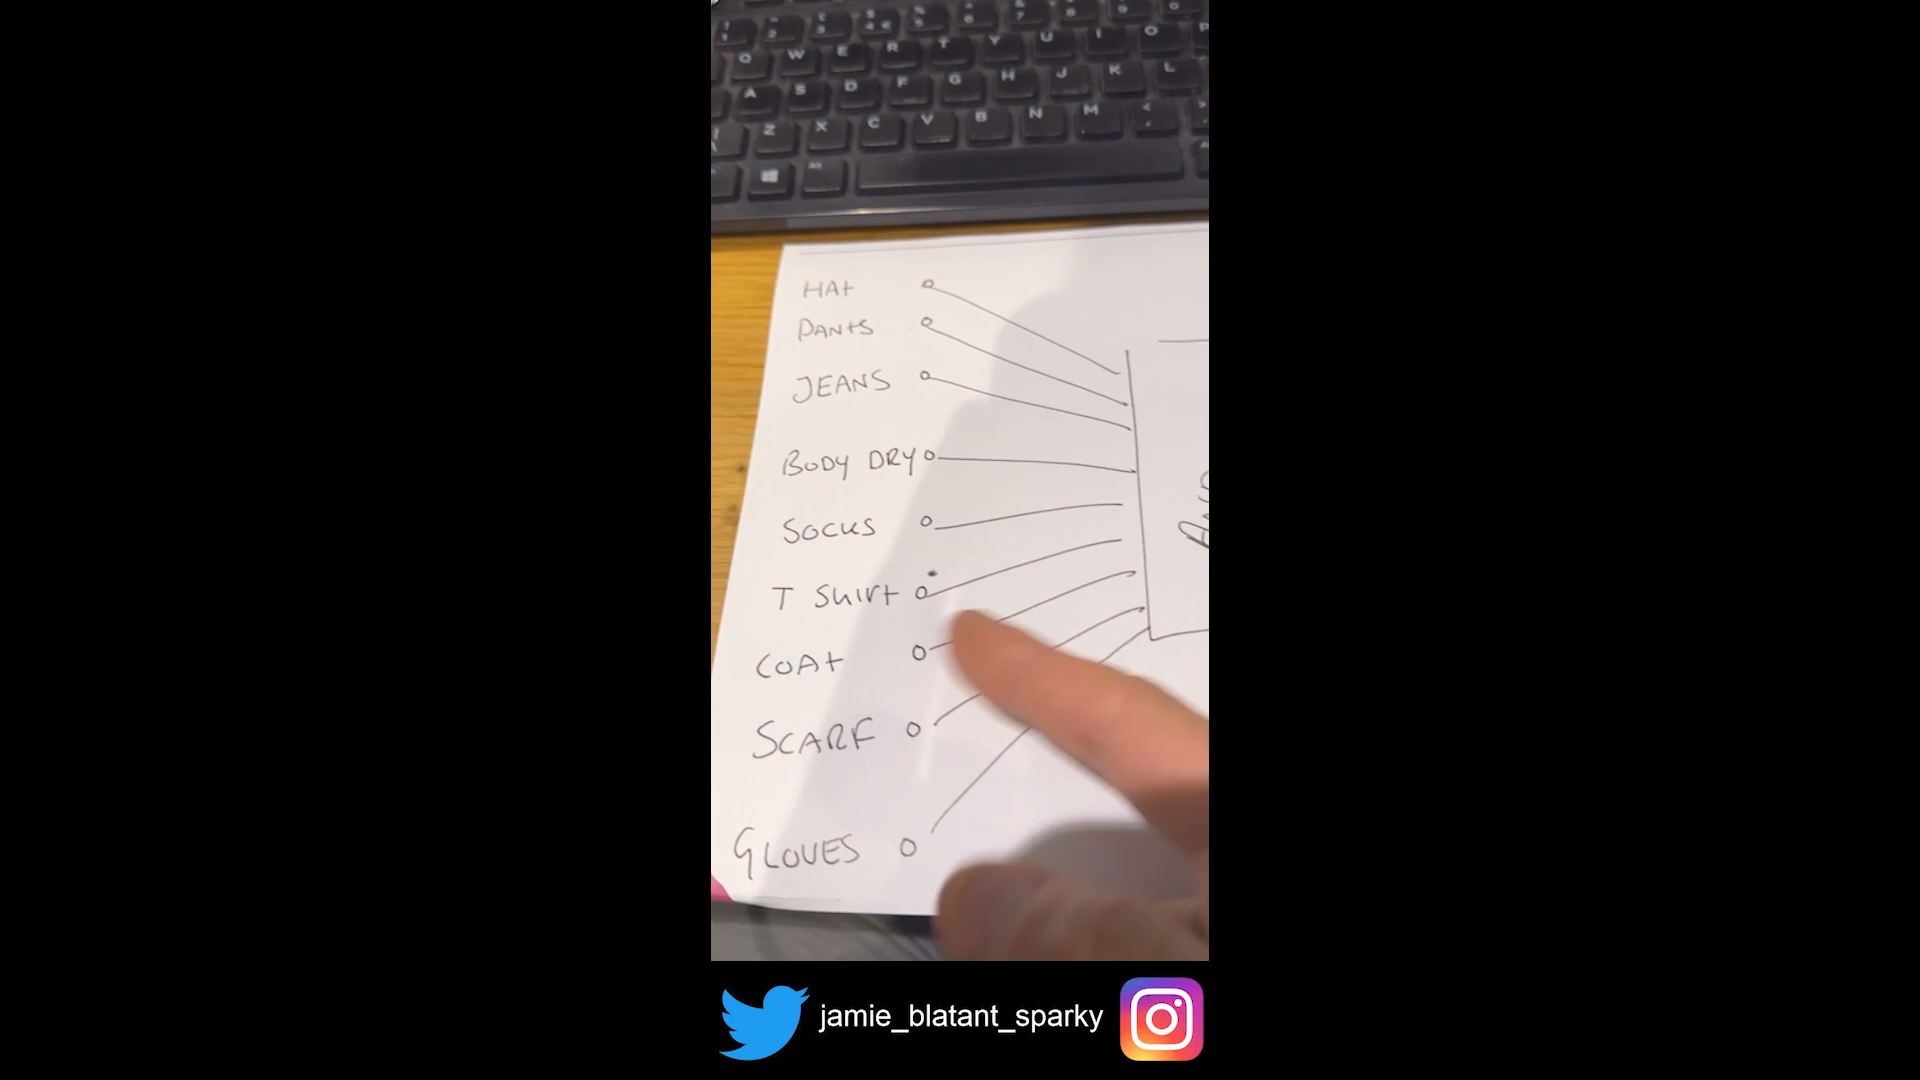 Q W E R T Y U I O P
A S D F G H J K L
Z X C V B N M
HAt
PANtS
JEANS
BODY DRY
SOCKS
T Shirt
COAt
SCARF
GLOVES
jamie_blatant_sparky